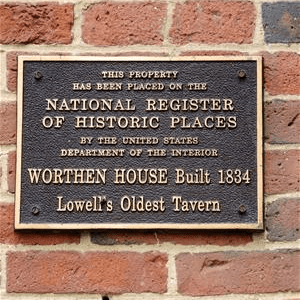 THIS PROPERTY
HAS BEEN PLACED ON THE
NATIONAL REGISTER
OF HISTORIC PLACES
BY THE UNITED STATES
DEPARTMENT OF THE INTERIOR
WORTHEN HOUSE Built 1834
Lowell's Oldest Tavern